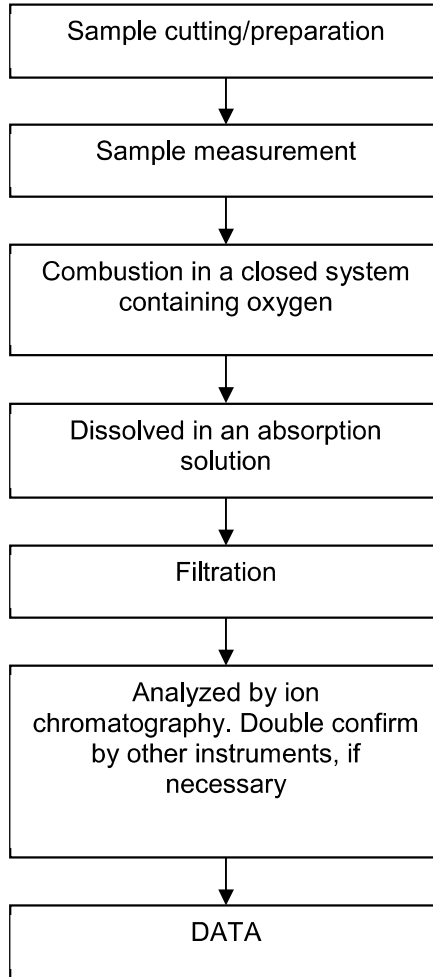 Sample cutting/preparation
Sample measurement
Combustion in a closed system
containing oxygen
Dissolved in an absorption
solution
Filtration
Analyzed by ion
chromatography. Double confirm
by other instruments, if
necessary
DATA